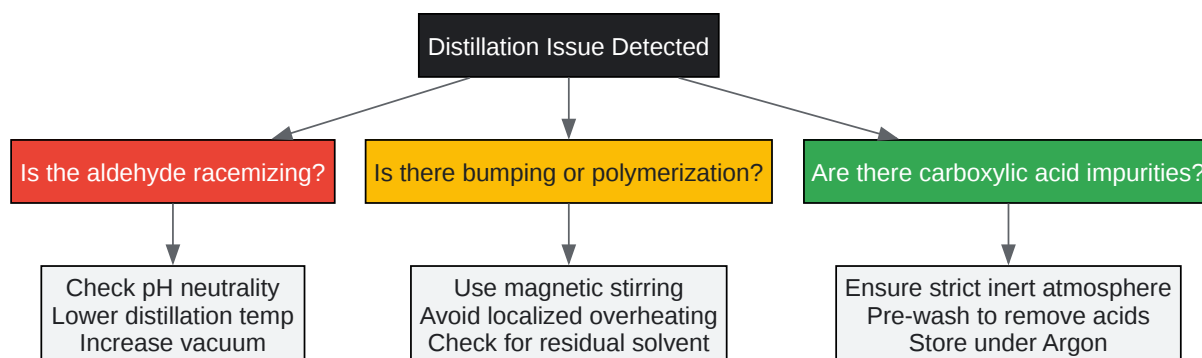 Distillation Issue Detected
Is the aldehyde racemizing?
Is there bumping or polymerization?
Are there carboxylic acid impurities?
Check pH neutrality
Lower distillation temp
Increase vacuum
Use magnetic stirring
Avoid localized overheating
Check for residual solvent
Ensure strict inert atmosphere
Pre-wash to remove acids
Store under Argon